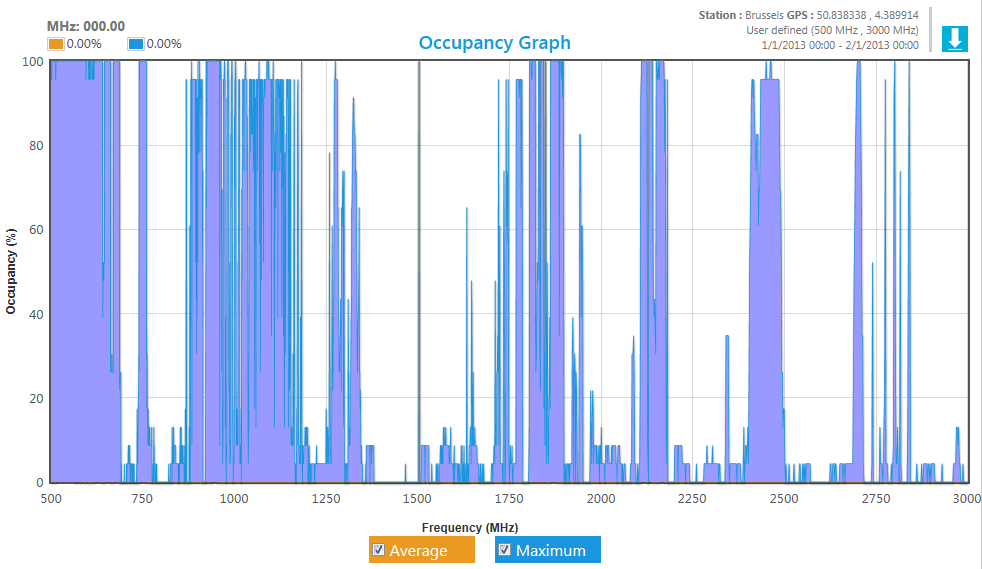 MHz: 000.00
0.00% 0.00%
Occupancy Graph
Station : Brussels GPS : 50.838338 , 4.389914
User defined (500 MHz , 3000 MHz)
1/1/2013 00:00 - 2/1/2013 00:00
100
80
60
40
20
0
Occupancy (%)
500 750 1000 1250 1500 1750 2000 2250 2500 2750 3000
Frequency (MHz)
Average Maximum